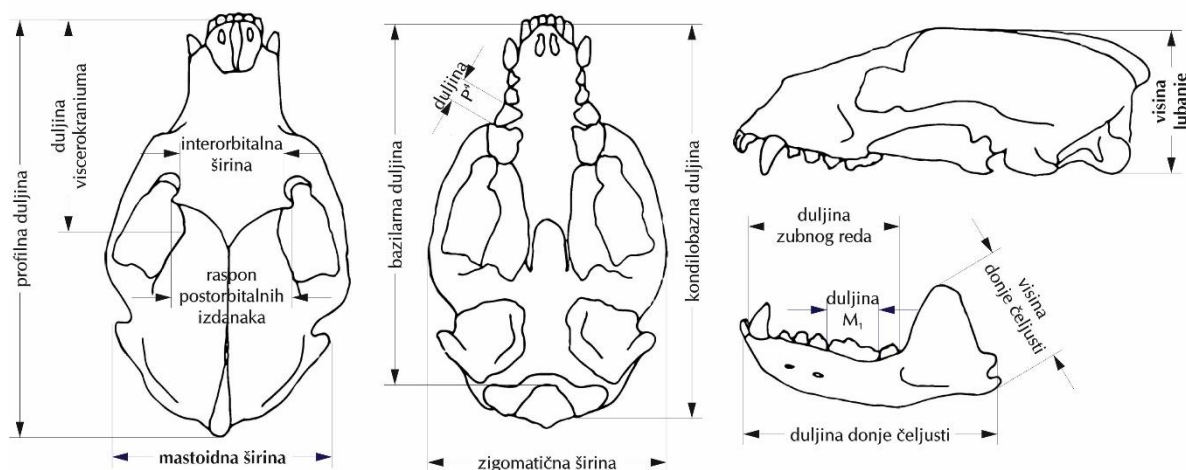 profilna duljina
duljina
viscerokraniuma
interorbitalna
širina
raspon
postorbitalnih
izdanaka
mastoidna širina
duljina
P⁴
bazilarna duljina
kondilobazna duljina
zigomatična širina
visina
lubanje
duljina
zubnog reda
duljina
M₁
visina
donje čeljusti
duljina donje čeljusti